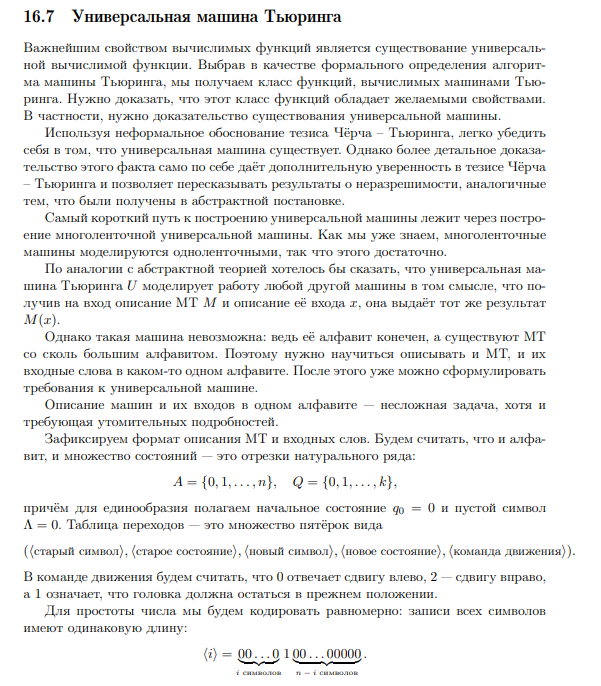 16.7 Универсальная машина Тьюринга
Важнейшим свойством вычислимых функций является существование универсаль-
ной вычислимой функции. Выбрав в качестве формального определения алгорит-
ма машины Тьюринга, мы получаем класс функций, вычислимых машинами Тью-
ринга. Нужно доказать, что этот класс функций обладает желаемыми свойствами.
В частности, нужно доказательство существования универсальной машины.
Используя неформальное обоснование тезиса Чёрча – Тьюринга, легко убедить
себя в том, что универсальная машина существует. Однако более детальное доказа-
тельство этого факта само по себе даёт дополнительную уверенность в тезисе Чёрча
– Тьюринга и позволяет пересказывать результаты о неразрешимости, аналогичные
тем, что были получены в абстрактной постановке.
Самый короткий путь к построению универсальной машины лежит через постро-
ение многоленточной универсальной машины. Как мы уже знаем, многоленточные
машины моделируются одноленточными, так что этого достаточно.
По аналогии с абстрактной теорией хотелось бы сказать, что универсальная ма-
шина Тьюринга U моделирует работу любой другой машины в том смысле, что по-
лучив на вход описание МТ M и описание её входа x, она выдаёт тот же результат
M(x).
Однако такая машина невозможна: ведь её алфавит конечен, а существуют МТ
со сколь большим алфавитом. Поэтому нужно научиться описывать и МТ, и их
входные слова в каком-то одном алфавите. После этого уже можно сформулировать
требования к универсальной машине.
Описание машин и их входов в одном алфавите — несложная задача, хотя и
требующая утомительных подробностей.
Зафиксируем формат описания МТ и входных слов. Будем считать, что и алфа-
вит, и множество состояний — это отрезки натурального ряда:
A = {0, 1, . . . , n}, Q = {0, 1, . . . , k},
причём для единообразия полагаем начальное состояние q₀ = 0 и пустой символ
Λ = 0. Таблица переходов — это множество пятёрок вида
(⟨старый символ⟩, ⟨старое состояние⟩, ⟨новый символ⟩, ⟨новое состояние⟩, ⟨команда движения⟩).
В команде движения будем считать, что 0 отвечает сдвигу влево, 2 — сдвигу вправо,
а 1 означает, что головка должна остаться в прежнем положении.
Для простоты числа мы будем кодировать равномерно: записи всех символов
имеют одинаковую длину:
⟨i⟩ = 00 . . . 0 1 00 . . . 00000 .
i символов n − i символов